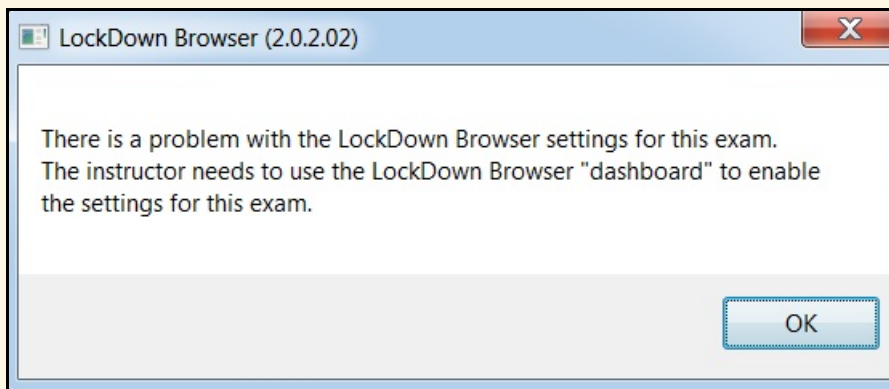 LockDown Browser (2.0.2.02)
There is a problem with the LockDown Browser settings for this exam.
The instructor needs to use the LockDown Browser "dashboard" to enable
the settings for this exam.
OK